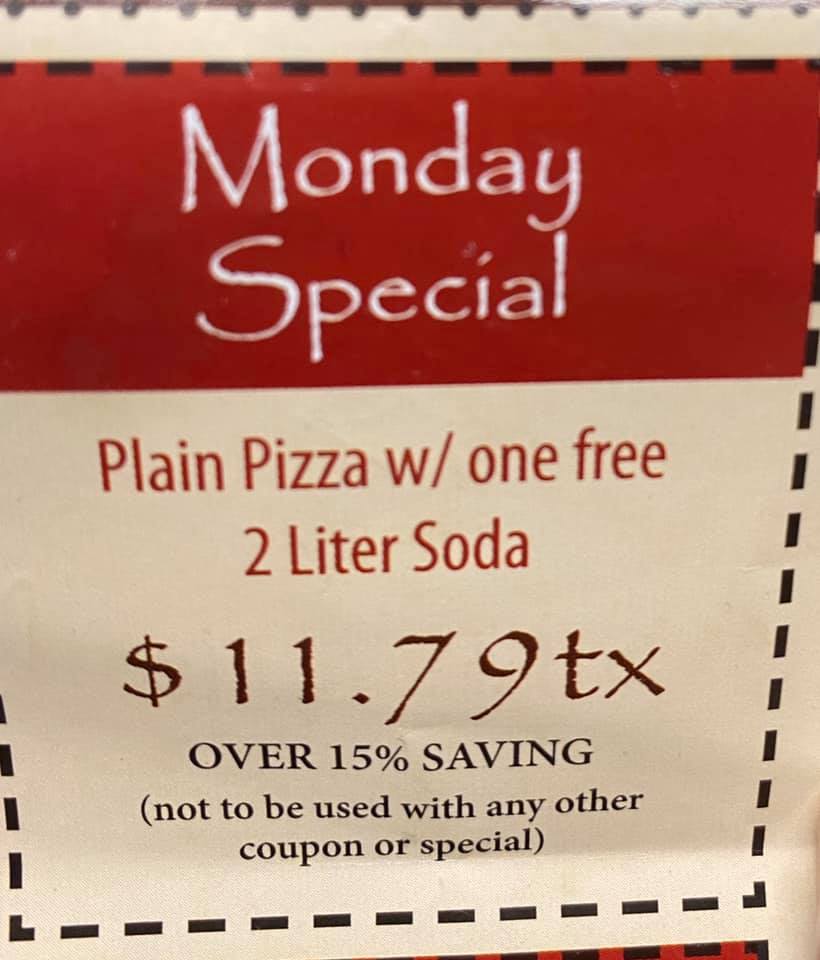 Monday
Special
Plain Pizza w/ one free
2 Liter Soda
$11.79tx
OVER 15% SAVING
(not to be used with any other
coupon or special)